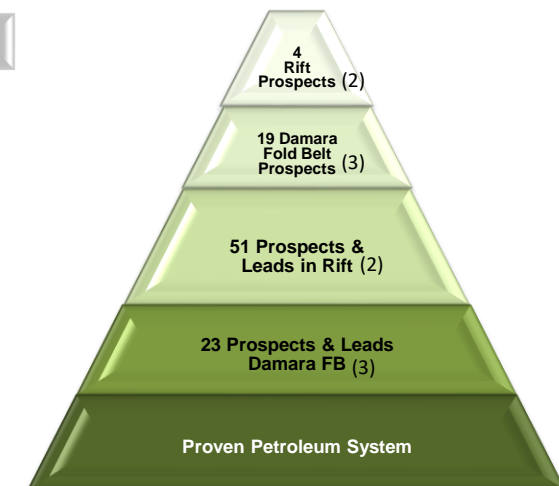 4
Rift
Prospects (2)
19 Damara
Fold Belt
Prospects (3)
51 Prospects &
Leads in Rift (2)
23 Prospects & Leads
Damara FB (3)
Proven Petroleum System